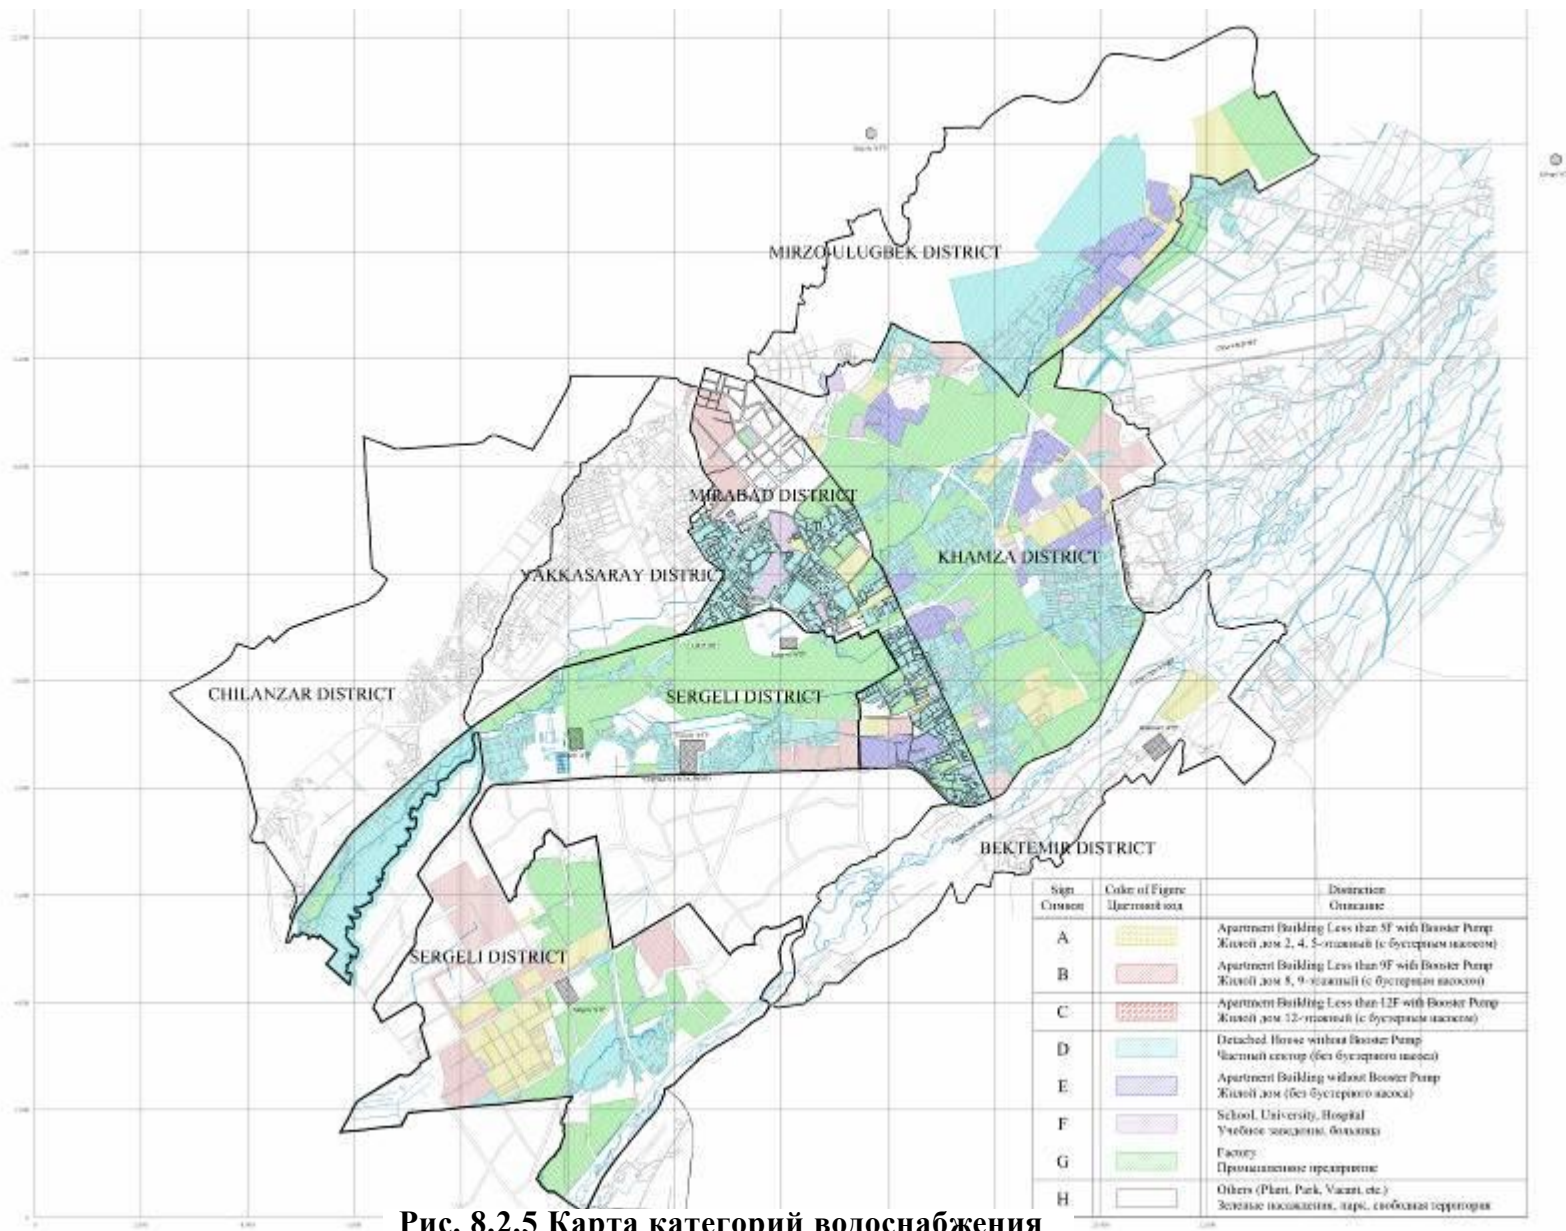 MIRZO-ULUGBEK DISTRICT
MIRABAD DISTRICT
KHAMZA DISTRICT
YAKKASARAY DISTRICT
CHILANZAR DISTRICT
SERGELI DISTRICT
BEKTEMIR DISTRICT
SERGELI DISTRICT
Sign Color of Figure Distinction
Символ Цветовой код Описание
A Apartment Building Less than 5F with Booster Pump
Жилой дом 2, 4, 5-этажный (с бустерным насосом)
B Apartment Building Less than 9F with Booster Pump
Жилой дом 8, 9-этажный (с бустерным насосом)
C Apartment Building Less than 12F with Booster Pump
Жилой дом 12-этажный (с бустерным насосом)
D Detached House without Booster Pump
Частный сектор (без бустерного насоса)
E Apartment Building without Booster Pump
Жилой дом (без бустерного насоса)
F School, University, Hospital
Учебное заведение, больница
G Factory
Промышленное предприятие
H Others (Plant, Park, Vacant, etc.)
Зеленые насаждения, парк, свободная территория
Рис. 8.2.5 Карта категорий водоснабжения